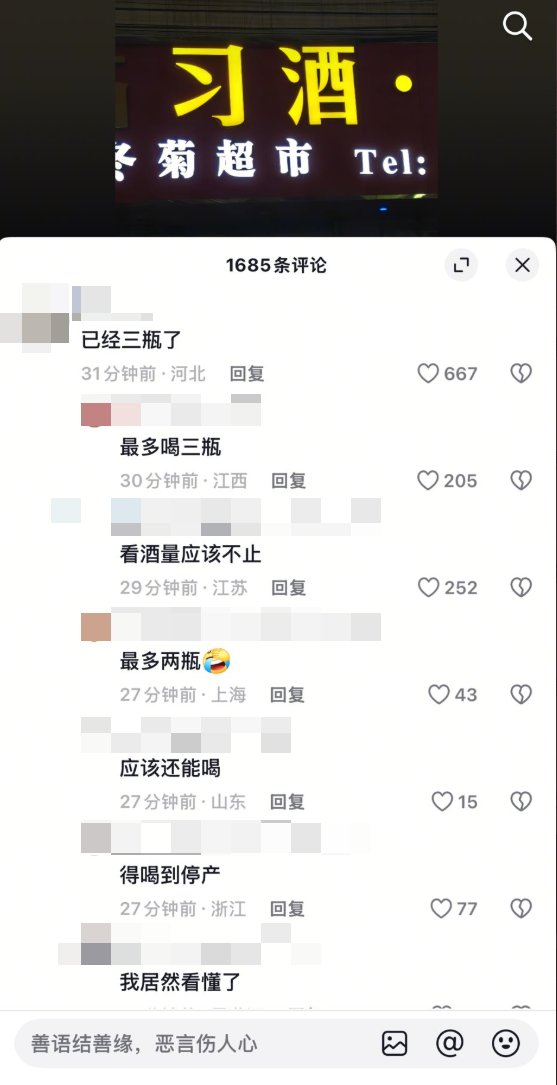 习酒·
冬菊超市 Tel:
1685条评论
已经三瓶了
31分钟前·河北 回复 667
最多喝三瓶
30分钟前·江西 回复 205
看酒量应该不止
29分钟前·江苏 回复 252
最多两瓶😂
27分钟前·上海 回复 43
应该还能喝
27分钟前·山东 回复 15
得喝到停产
27分钟前·浙江 回复 77
我居然看懂了
善语结善缘，恶言伤人心